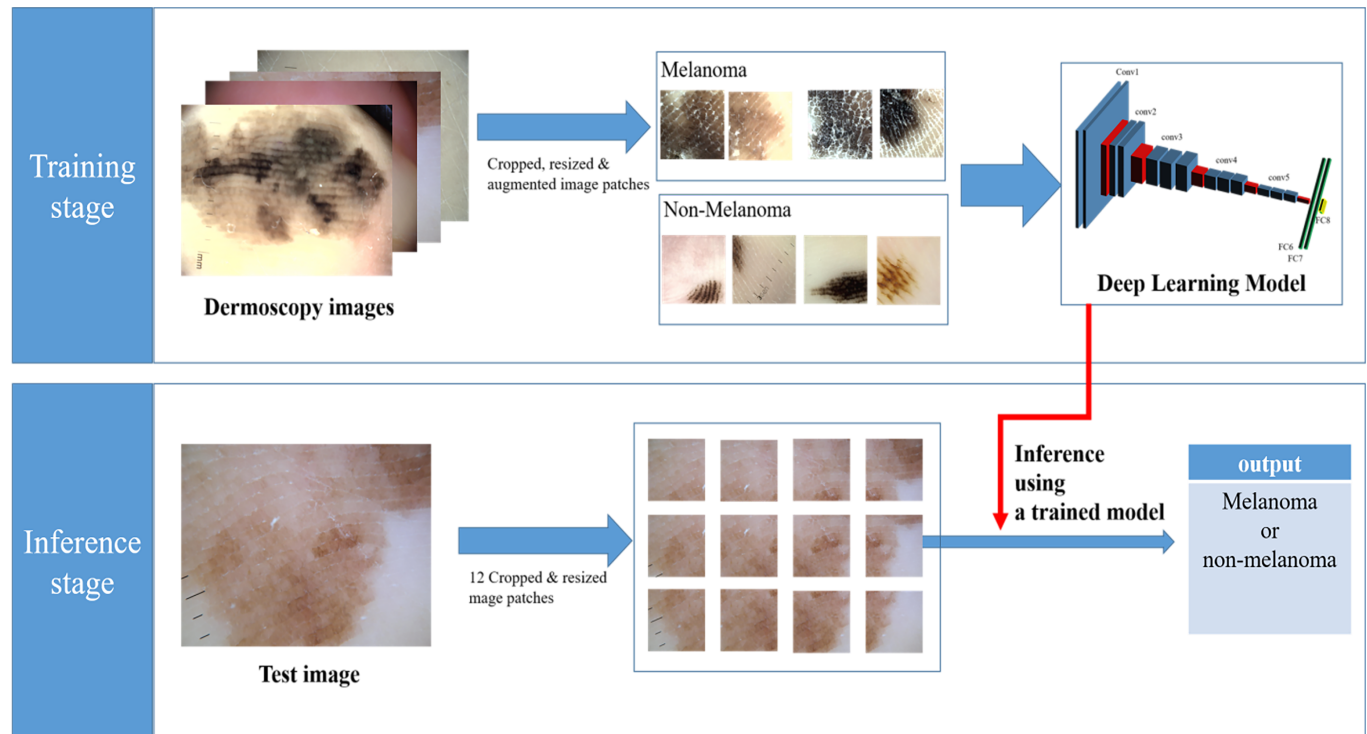 Training
stage
Dermoscopy images
Cropped, resized &
augmented image patches
Melanoma
Non-Melanoma
Conv1
conv2
conv3
conv4
conv5
FC8
FC6
FC7
Deep Learning Model
Inference
stage
Test image
12 Cropped & resized
mage patches
Inference
using
a trained model
output
Melanoma
or
non-melanoma
mm